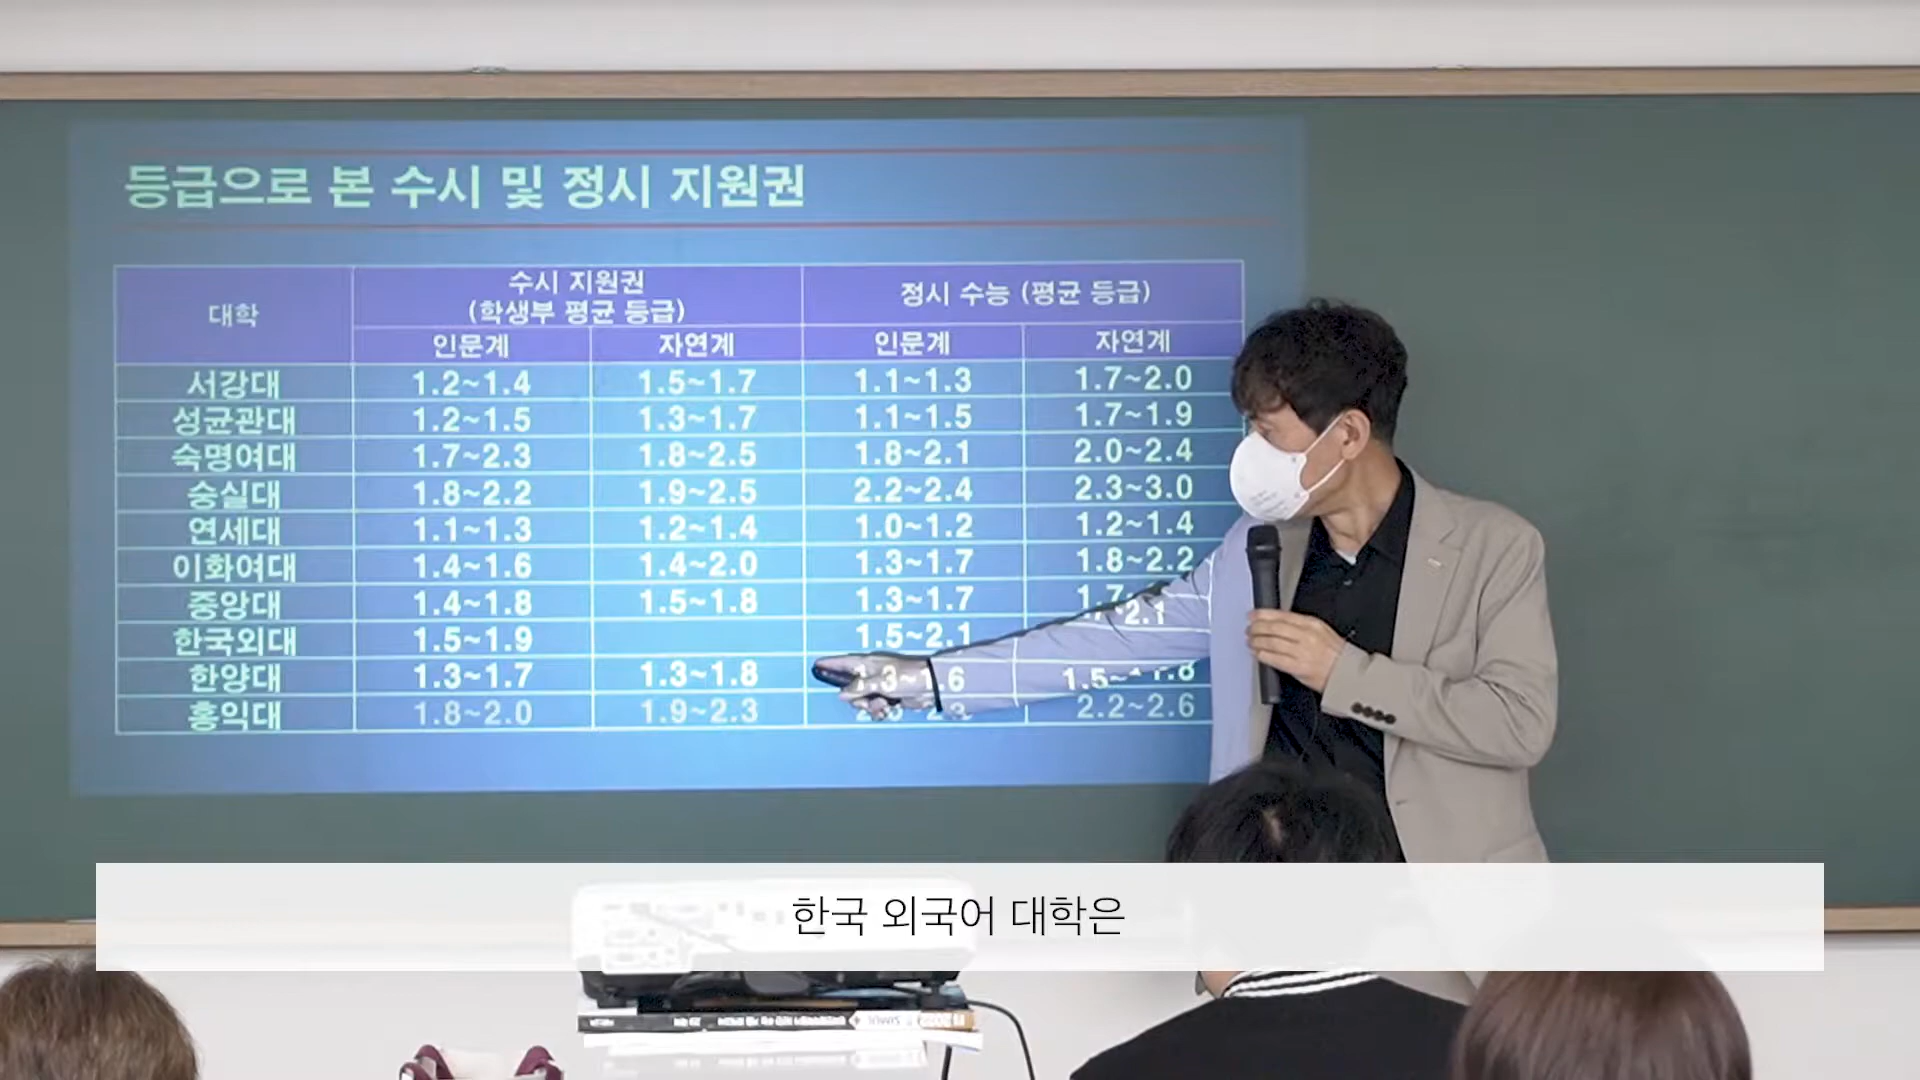 등급으로 본 수시 및 정시 지원권
대학 수시 지원권 (학생부 평균 등급) 정시 수능 (평균 등급)
인문계 자연계 인문계 자연계
서강대 1.2~1.4 1.5~1.7 1.1~1.3 1.7~2.0
성균관대 1.2~1.5 1.3~1.7 1.1~1.5 1.7~1.9
숙명여대 1.7~2.3 1.8~2.5 1.8~2.1 2.0~2.4
숭실대 1.8~2.2 1.9~2.5 2.2~2.4 2.3~3.0
연세대 1.1~1.3 1.2~1.4 1.0~1.2 1.2~1.4
이화여대 1.4~1.6 1.4~2.0 1.3~1.7 1.8~2.2
중앙대 1.4~1.8 1.5~1.8 1.3~1.7
한국외대 1.5~1.9 1.5~2.1
한양대 1.3~1.7 1.3~1.8 1.3~1.6 1.5~1.8
홍익대 1.8~2.0 1.9~2.3 2.2~2.6
한국 외국어 대학은